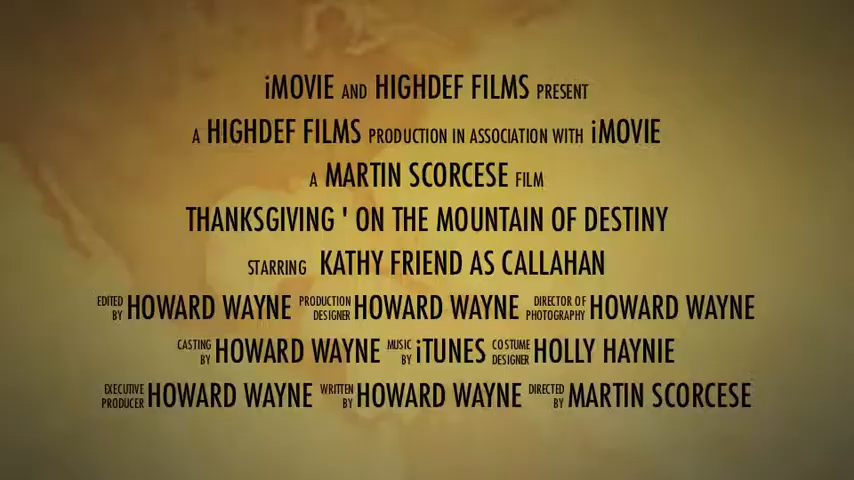 iMOVIE AND HIGHDEF FILMS PRESENT
A HIGHDEF FILMS PRODUCTION IN ASSOCIATION WITH iMOVIE
A MARTIN SCORCESE FILM
THANKSGIVING ' ON THE MOUNTAIN OF DESTINY
STARRING KATHY FRIEND AS CALLAHAN
EDITED BY HOWARD WAYNE PRODUCTION DESIGNER HOWARD WAYNE DIRECTOR OF PHOTOGRAPHY HOWARD WAYNE
CASTING BY HOWARD WAYNE MUSIC BY iTUNES COSTUME DESIGNER HOLLY HAYNIE
EXECUTIVE PRODUCER HOWARD WAYNE WRITTEN BY HOWARD WAYNE DIRECTED BY MARTIN SCORCESE